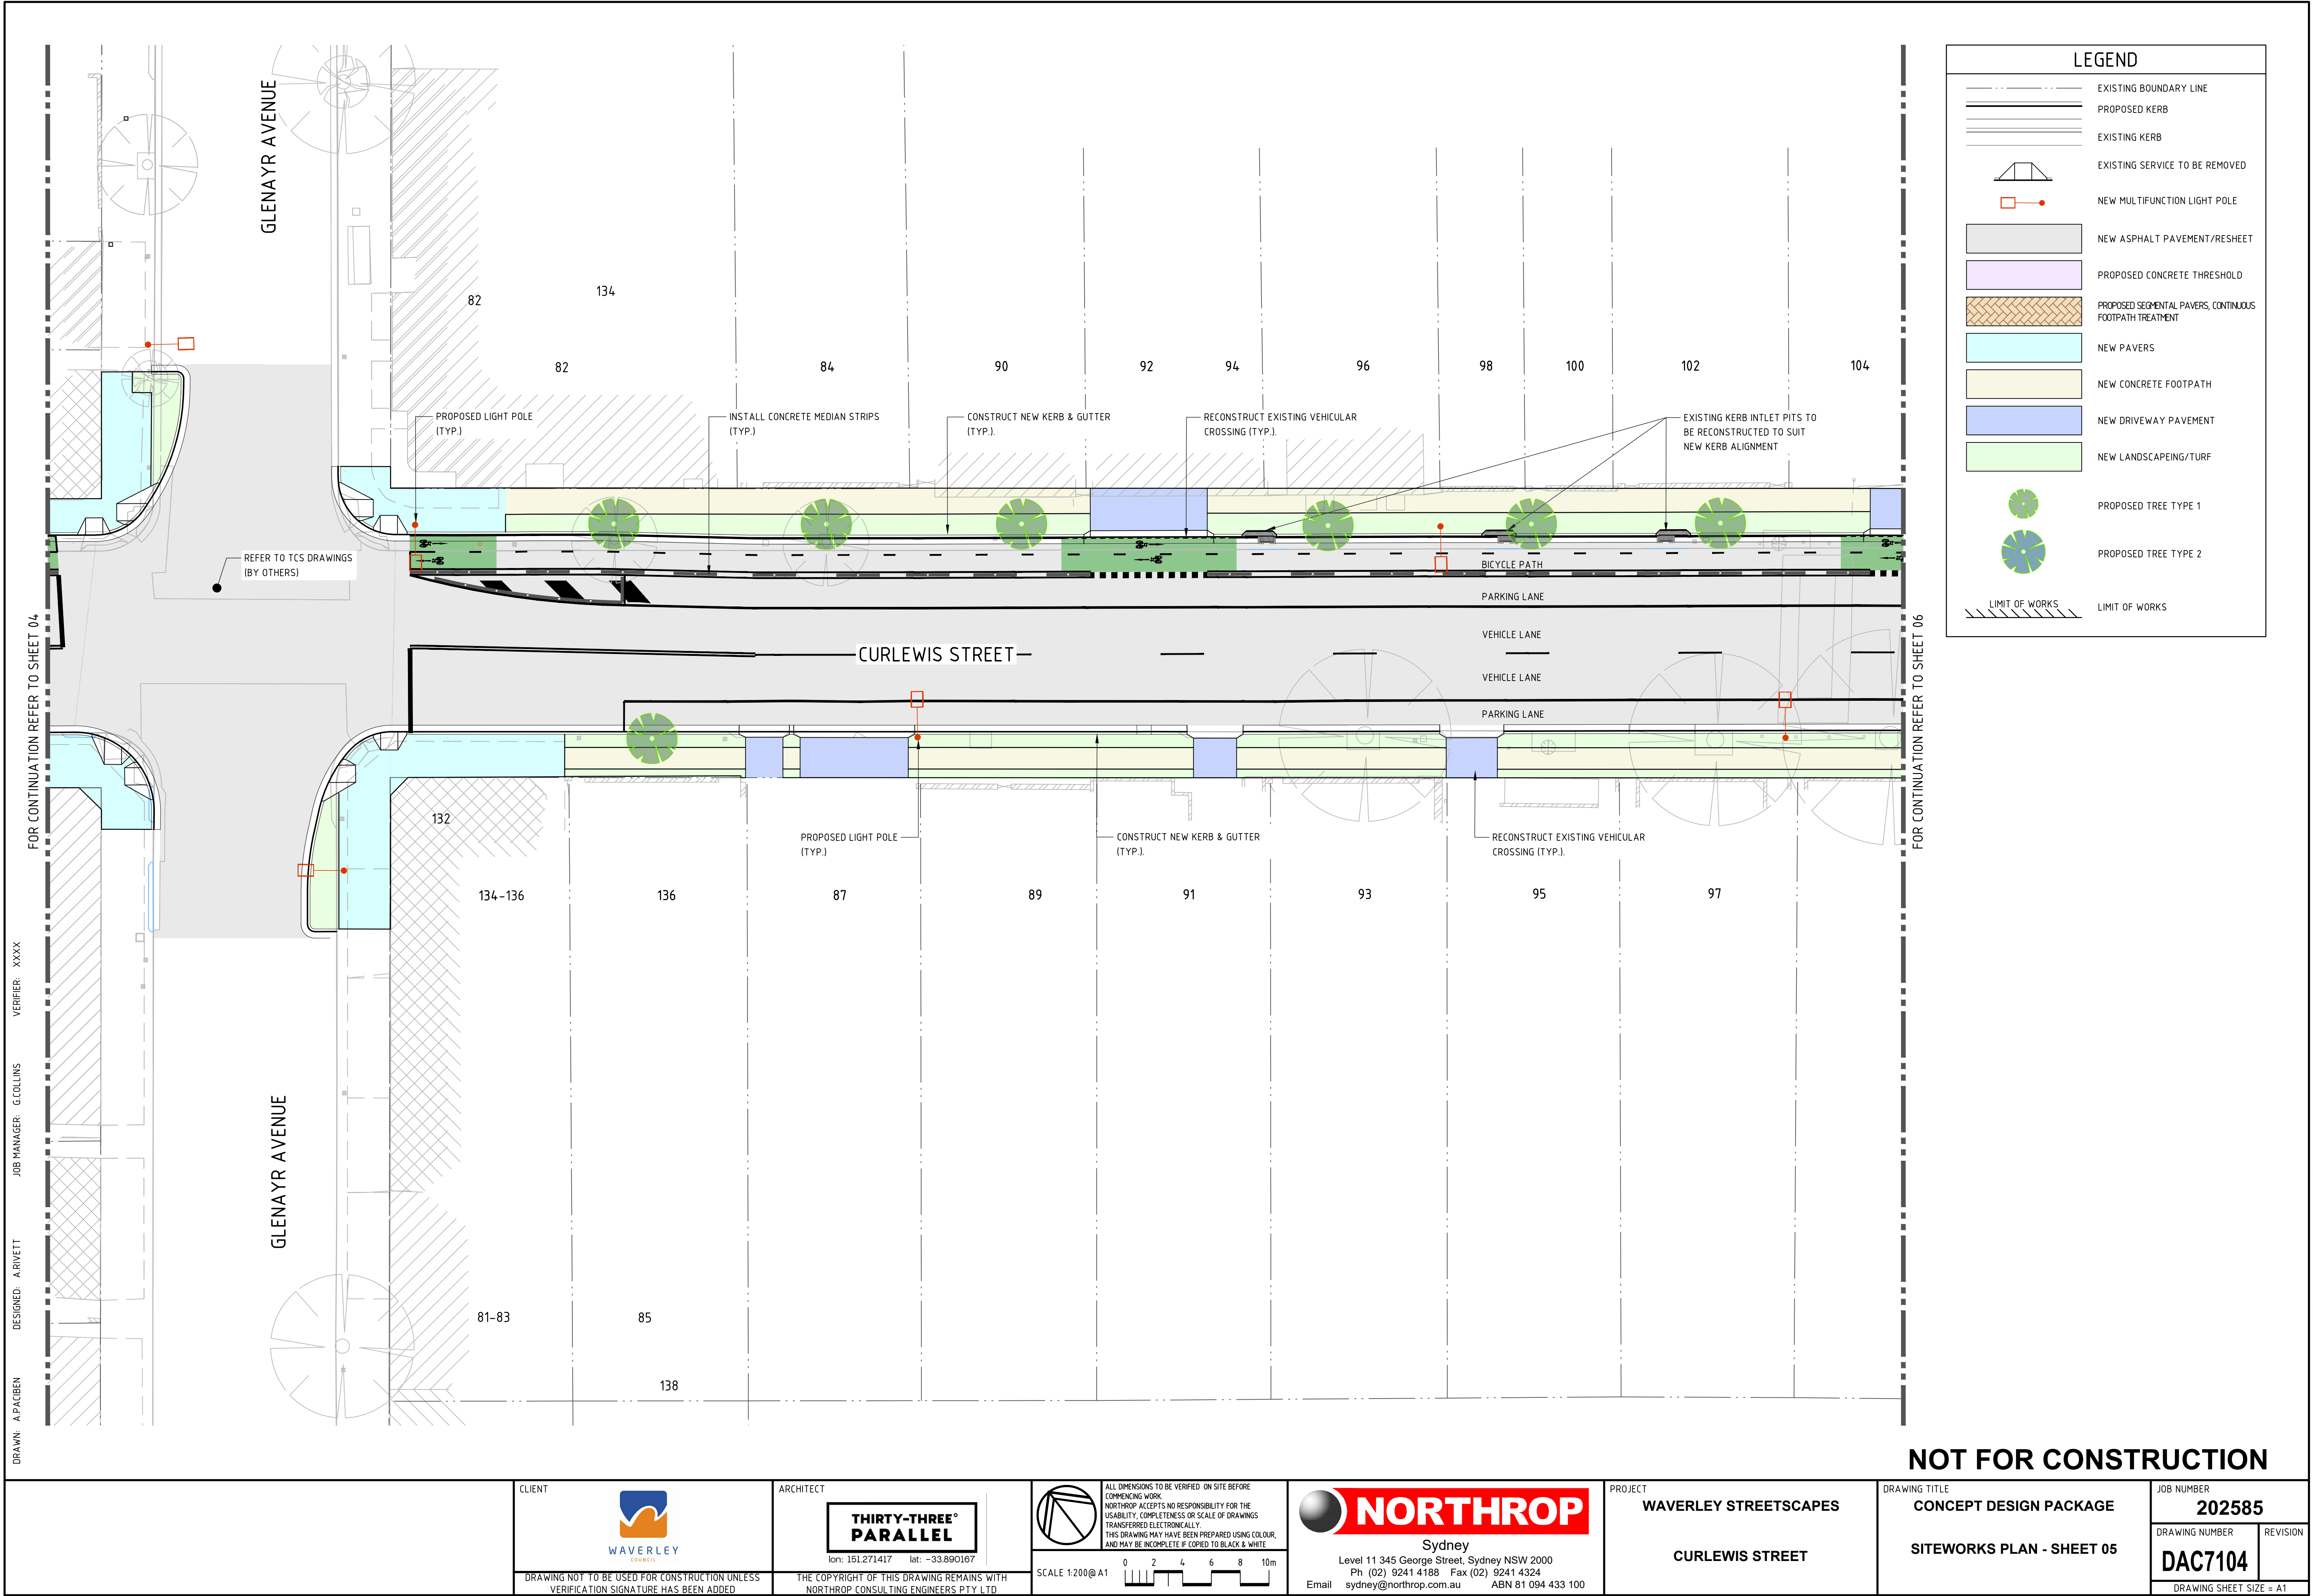 GLENAYR AVENUE
82
134
82
84
90
92
94
96
98
100
102
104
PROPOSED LIGHT POLE
(TYP.)
INSTALL CONCRETE MEDIAN STRIPS
(TYP.)
CONSTRUCT NEW KERB & GUTTER
(TYP.).
RECONSTRUCT EXISTING VEHICULAR
CROSSING (TYP.).
EXISTING KERB INTLET PITS TO
BE RECONSTRUCTED TO SUIT
NEW KERB ALIGNMENT
REFER TO TCS DRAWINGS
(BY OTHERS)
BICYCLE PATH
PARKING LANE
VEHICLE LANE
CURLEWIS STREET
VEHICLE LANE
PARKING LANE
FOR CONTINUATION REFER TO SHEET 04
FOR CONTINUATION REFER TO SHEET 06
132
PROPOSED LIGHT POLE
(TYP.)
CONSTRUCT NEW KERB & GUTTER
(TYP.).
RECONSTRUCT EXISTING VEHICULAR
CROSSING (TYP.).
134-136
136
87
89
91
93
95
97
GLENAYR AVENUE
81-83
85
138
LEGEND
EXISTING BOUNDARY LINE
PROPOSED KERB
EXISTING KERB
EXISTING SERVICE TO BE REMOVED
NEW MULTIFUNCTION LIGHT POLE
NEW ASPHALT PAVEMENT/RESHEET
PROPOSED CONCRETE THRESHOLD
PROPOSED SEGMENTAL PAVERS, CONTINUOUS
FOOTPATH TREATMENT
NEW PAVERS
NEW CONCRETE FOOTPATH
NEW DRIVEWAY PAVEMENT
NEW LANDSCAPEING/TURF
PROPOSED TREE TYPE 1
PROPOSED TREE TYPE 2
LIMIT OF WORKS
LIMIT OF WORKS
VERIFIER: XXXX
JOB MANAGER: G.COLLINS
DESIGNED: A.RIVETT
DRAWN: A.PACIBEN
NOT FOR CONSTRUCTION
CLIENT
WAVERLEY
COUNCIL
DRAWING NOT TO BE USED FOR CONSTRUCTION UNLESS
VERIFICATION SIGNATURE HAS BEEN ADDED
ARCHITECT
THIRTY-THREE°
PARALLEL
lon: 151.271417 lat: -33.890167
THE COPYRIGHT OF THIS DRAWING REMAINS WITH
NORTHROP CONSULTING ENGINEERS PTY LTD
ALL DIMENSIONS TO BE VERIFIED ON SITE BEFORE
COMMENCING WORK.
NORTHROP ACCEPTS NO RESPONSIBILITY FOR THE
USABILITY, COMPLETENESS OR SCALE OF DRAWINGS
TRANSFERRED ELECTRONICALLY.
THIS DRAWING MAY HAVE BEEN PREPARED USING COLOUR,
AND MAY BE INCOMPLETE IF COPIED TO BLACK & WHITE
SCALE 1:200@ A1
0 2 4 6 8 10m
NORTHROP
Sydney
Level 11 345 George Street, Sydney NSW 2000
Ph (02) 9241 4188 Fax (02) 9241 4324
Email sydney@northrop.com.au ABN 81 094 433 100
PROJECT
WAVERLEY STREETSCAPES
CURLEWIS STREET
DRAWING TITLE
CONCEPT DESIGN PACKAGE
SITEWORKS PLAN - SHEET 05
JOB NUMBER
202585
DRAWING NUMBER
DAC7104
REVISION
DRAWING SHEET SIZE = A1